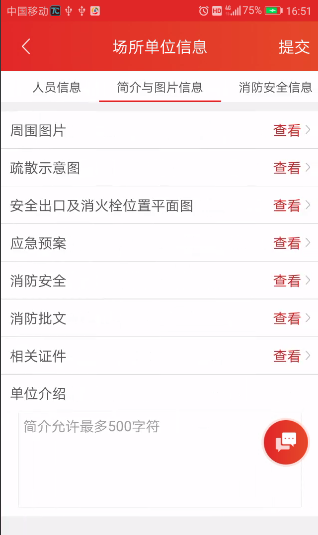 中国移动 TC HD 4G 75% 16:51
场所单位信息 提交
人员信息 简介与图片信息 消防安全信息
周围图片 查看
疏散示意图 查看
安全出口及消火栓位置平面图 查看
应急预案 查看
消防安全 查看
消防批文 查看
相关证件 查看
单位介绍
简介允许最多500字符